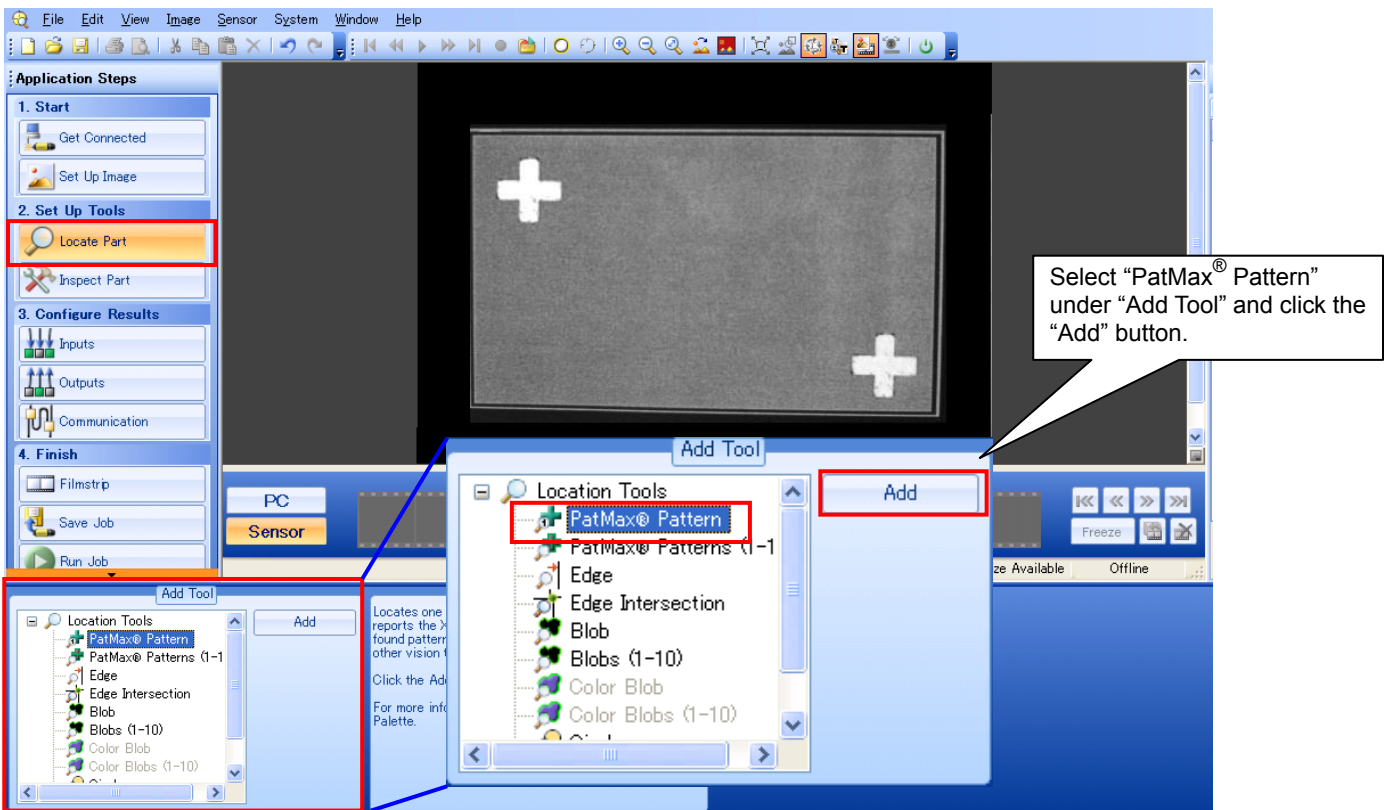 File Edit View Image Sensor System Window Help
Application Steps
1. Start
Get Connected
Set Up Image
2. Set Up Tools
Locate Part
Inspect Part
3. Configure Results
Inputs
Outputs
Communication
4. Finish
Filmstrip
Save Job
Run Job
Select “PatMax® Pattern”
under “Add Tool” and click the
“Add” button.
PC
Sensor
Freeze
ze Available Offline
Add Tool
Location Tools
PatMax® Pattern
PatMax® Patterns (1-1
Edge
Edge Intersection
Blob
Blobs (1-10)
Color Blob
Color Blobs (1-10)
Add
Add Tool
Location Tools
PatMax® Pattern
PatMax® Patterns (1-1
Edge
Edge Intersection
Blob
Blobs (1-10)
Color Blob
Color Blobs (1-10)
Add
Locates one
reports the X
found pattern
other vision
Click the Ad
For more info
Palette.